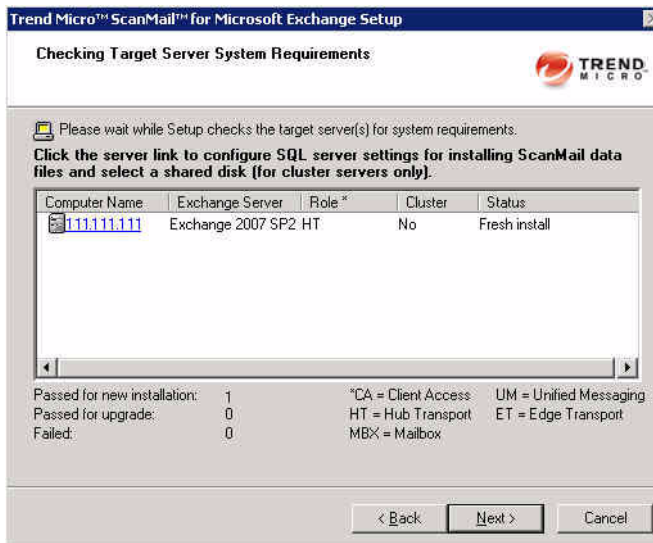 Trend Micro™ ScanMail™ for Microsoft Exchange Setup
Checking Target Server System Requirements
TREND
MICRO
Please wait while Setup checks the target server(s) for system requirements.
Click the server link to configure SQL server settings for installing ScanMail data
files and select a shared disk (for cluster servers only).
Computer Name Exchange Server Role * Cluster Status
111.111.111 Exchange 2007 SP2 HT No Fresh install
Passed for new installation: 1 *CA = Client Access UM = Unified Messaging
Passed for upgrade: 0 HT = Hub Transport ET = Edge Transport
Failed: 0 MBX = Mailbox
< Back Next > Cancel